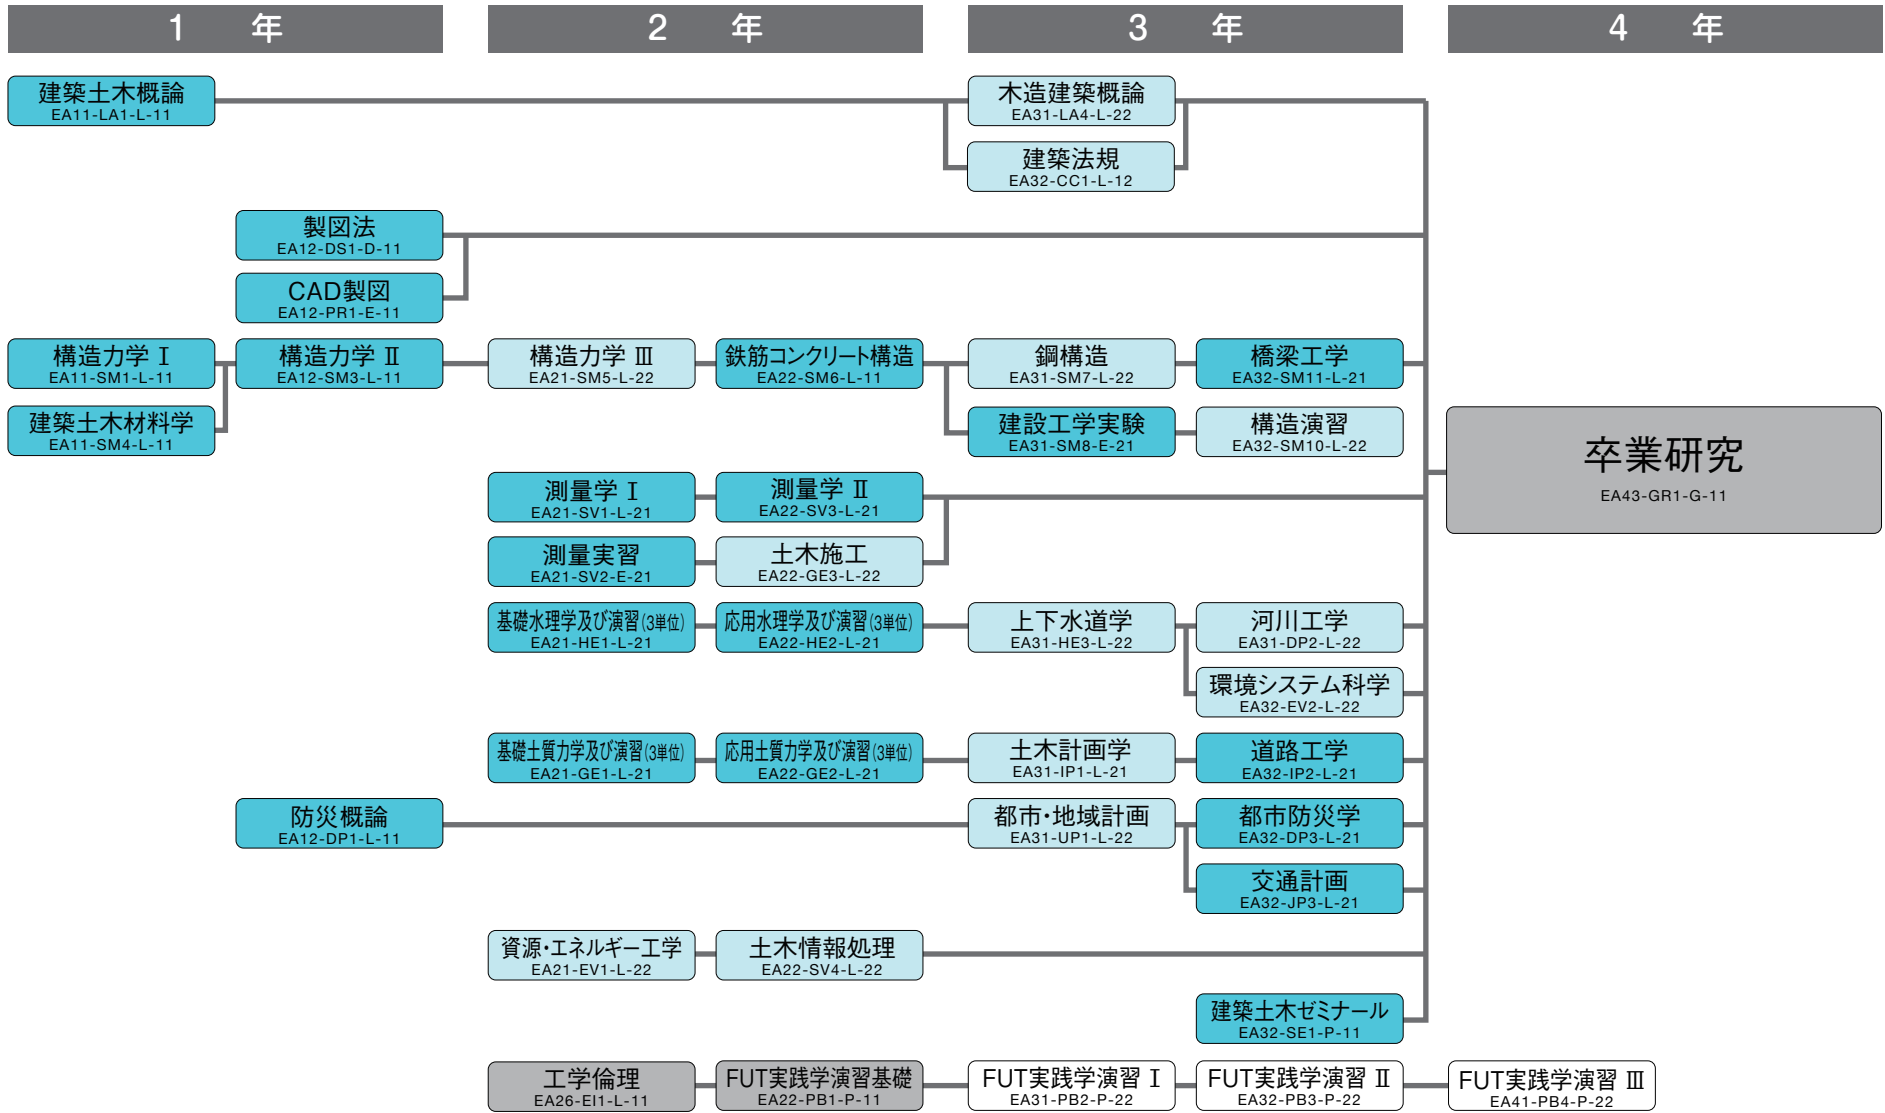 1 年
2 年
3 年
4 年
建築土木概論
EA11-LA1-L-11
木造建築概論
EA31-LA4-L-22
建築法規
EA32-CC1-L-12
製図法
EA12-DS1-D-11
CAD製図
EA12-PR1-E-11
構造力学 Ⅰ
EA11-SM1-L-11
構造力学 Ⅱ
EA12-SM3-L-11
構造力学 Ⅲ
EA21-SM5-L-22
鉄筋コンクリート構造
EA22-SM6-L-11
鋼構造
EA31-SM7-L-22
橋梁工学
EA32-SM11-L-21
建築土木材料学
EA11-SM4-L-11
建設工学実験
EA31-SM8-E-21
構造演習
EA32-SM10-L-22
卒業研究
EA43-GR1-G-11
測量学 Ⅰ
EA21-SV1-L-21
測量学 Ⅱ
EA22-SV3-L-21
測量実習
EA21-SV2-E-21
土木施工
EA22-GE3-L-22
基礎水理学及び演習(3単位)
EA21-HE1-L-21
応用水理学及び演習(3単位)
EA22-HE2-L-21
上下水道学
EA31-HE3-L-22
河川工学
EA31-DP2-L-22
環境システム科学
EA32-EV2-L-22
基礎土質力学及び演習(3単位)
EA21-GE1-L-21
応用土質力学及び演習(3単位)
EA22-GE2-L-21
土木計画学
EA31-IP1-L-21
道路工学
EA32-IP2-L-21
防災概論
EA12-DP1-L-11
都市・地域計画
EA31-UP1-L-22
都市防災学
EA32-DP3-L-21
交通計画
EA32-JP3-L-21
資源・エネルギー工学
EA21-EV1-L-22
土木情報処理
EA22-SV4-L-22
建築土木ゼミナール
EA32-SE1-P-11
工学倫理
EA26-EI1-L-11
FUT実践学演習基礎
EA22-PB1-P-11
FUT実践学演習 Ⅰ
EA31-PB2-P-22
FUT実践学演習 Ⅱ
EA32-PB3-P-22
FUT実践学演習 Ⅲ
EA41-PB4-P-22